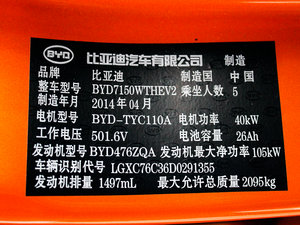 BYD 比亚迪汽车有限公司 制造
品牌 比亚迪 制造国 中国
整车型号 BYD7150WTHEV2 乘坐人数 5
制造年月 2014年04月
电机型号 BYD-TYC110A 电机功率 40kW
工作电压 501.6V 电池容量 26Ah
发动机型号 BYD476ZQA 发动机最大净功率 105kW
车辆识别代号 LGXC76C36D0291355
发动机排量 1497mL 最大允许总质量 2095kg